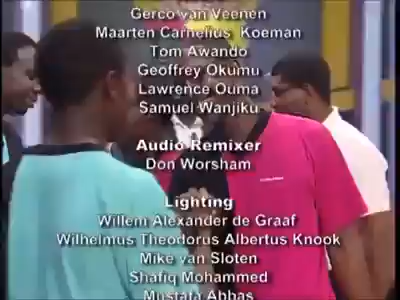 Gerco van Veenen
Maarten Carnelius Koeman
Tom Awando
Geoffrey Okumu
Lawrence Ouma
Samuel Wanjiku
Audio Remixer
Don Worsham
Lighting
Willem Alexander de Graaf
Wilhelmus Theodorus Albertus Knook
Mike van Sloten
Shafiq Mohammed
Mustafa Abbas